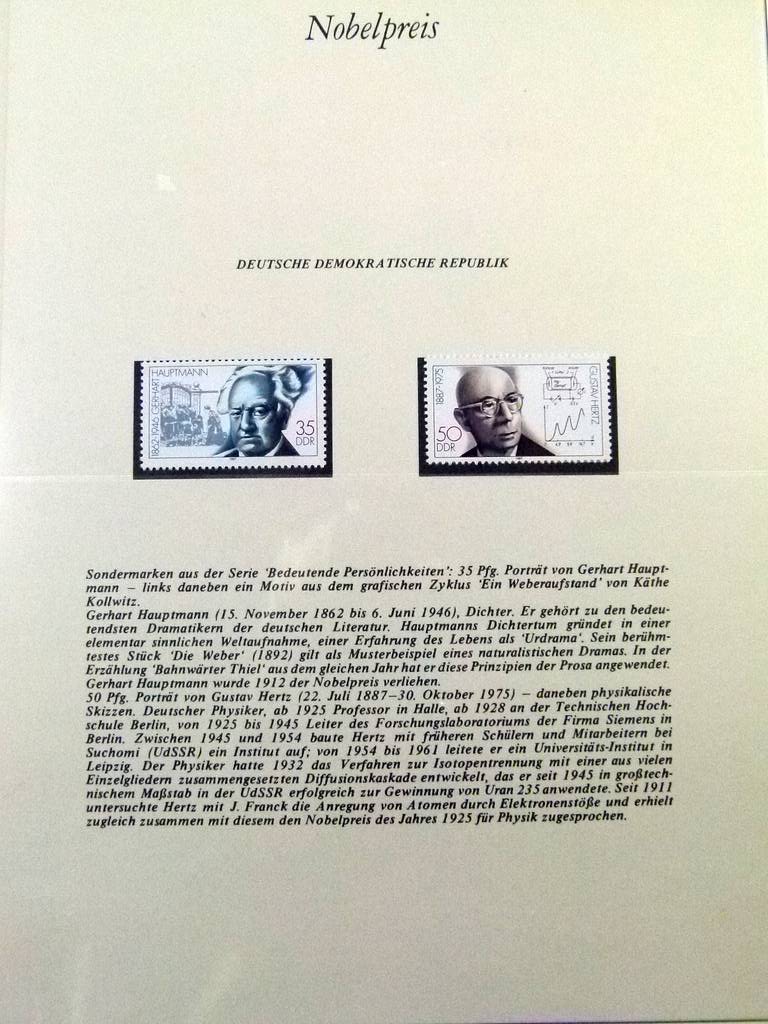 Nobelpreis
DEUTSCHE DEMOKRATISCHE REPUBLIK
1862-1946 GERHART
HAUPTMANN
35
DDR
1887-1975
GUSTAV HERTZ
50
DDR
Sondermarken aus der Serie 'Bedeutende Persönlichkeiten': 35 Pfg. Porträt von Gerhart Haupt-
mann – links daneben ein Motiv aus dem grafischen Zyklus 'Ein Weberaufstand' von Käthe
Kollwitz.
Gerhart Hauptmann (15. November 1862 bis 6. Juni 1946), Dichter. Er gehört zu den bedeu-
tendsten Dramatikern der deutschen Literatur. Hauptmanns Dichtertum gründet in einer
elementar sinnlichen Weltaufnahme, einer Erfahrung des Lebens als 'Urdrama'. Sein berühm-
testes Stück 'Die Weber' (1892) gilt als Musterbeispiel eines naturalistischen Dramas. In der
Erzählung 'Bahnwärter Thiel' aus dem gleichen Jahr hat er diese Prinzipien der Prosa angewendet.
Gerhart Hauptmann wurde 1912 der Nobelpreis verliehen.
50 Pfg. Porträt von Gustav Hertz (22. Juli 1887–30. Oktober 1975) – daneben physikalische
Skizzen. Deutscher Physiker, ab 1925 Professor in Halle, ab 1928 an der Technischen Hoch-
schule Berlin, von 1925 bis 1945 Leiter des Forschungslaboratoriums der Firma Siemens in
Berlin. Zwischen 1945 und 1954 baute Hertz mit früheren Schülern und Mitarbeitern bei
Suchomi (UdSSR) ein Institut auf; von 1954 bis 1961 leitete er ein Universitäts-Institut in
Leipzig. Der Physiker hatte 1932 das Verfahren zur Isotopentrennung mit einer aus vielen
Einzelgliedern zusammengesetzten Diffusionskaskade entwickelt, das er seit 1945 in großtech-
nischem Maßstab in der UdSSR erfolgreich zur Gewinnung von Uran 235 anwendete. Seit 1911
untersuchte Hertz mit J. Franck die Anregung von Atomen durch Elektronenstöße und erhielt
zugleich zusammen mit diesem den Nobelpreis des Jahres 1925 für Physik zugesprochen.